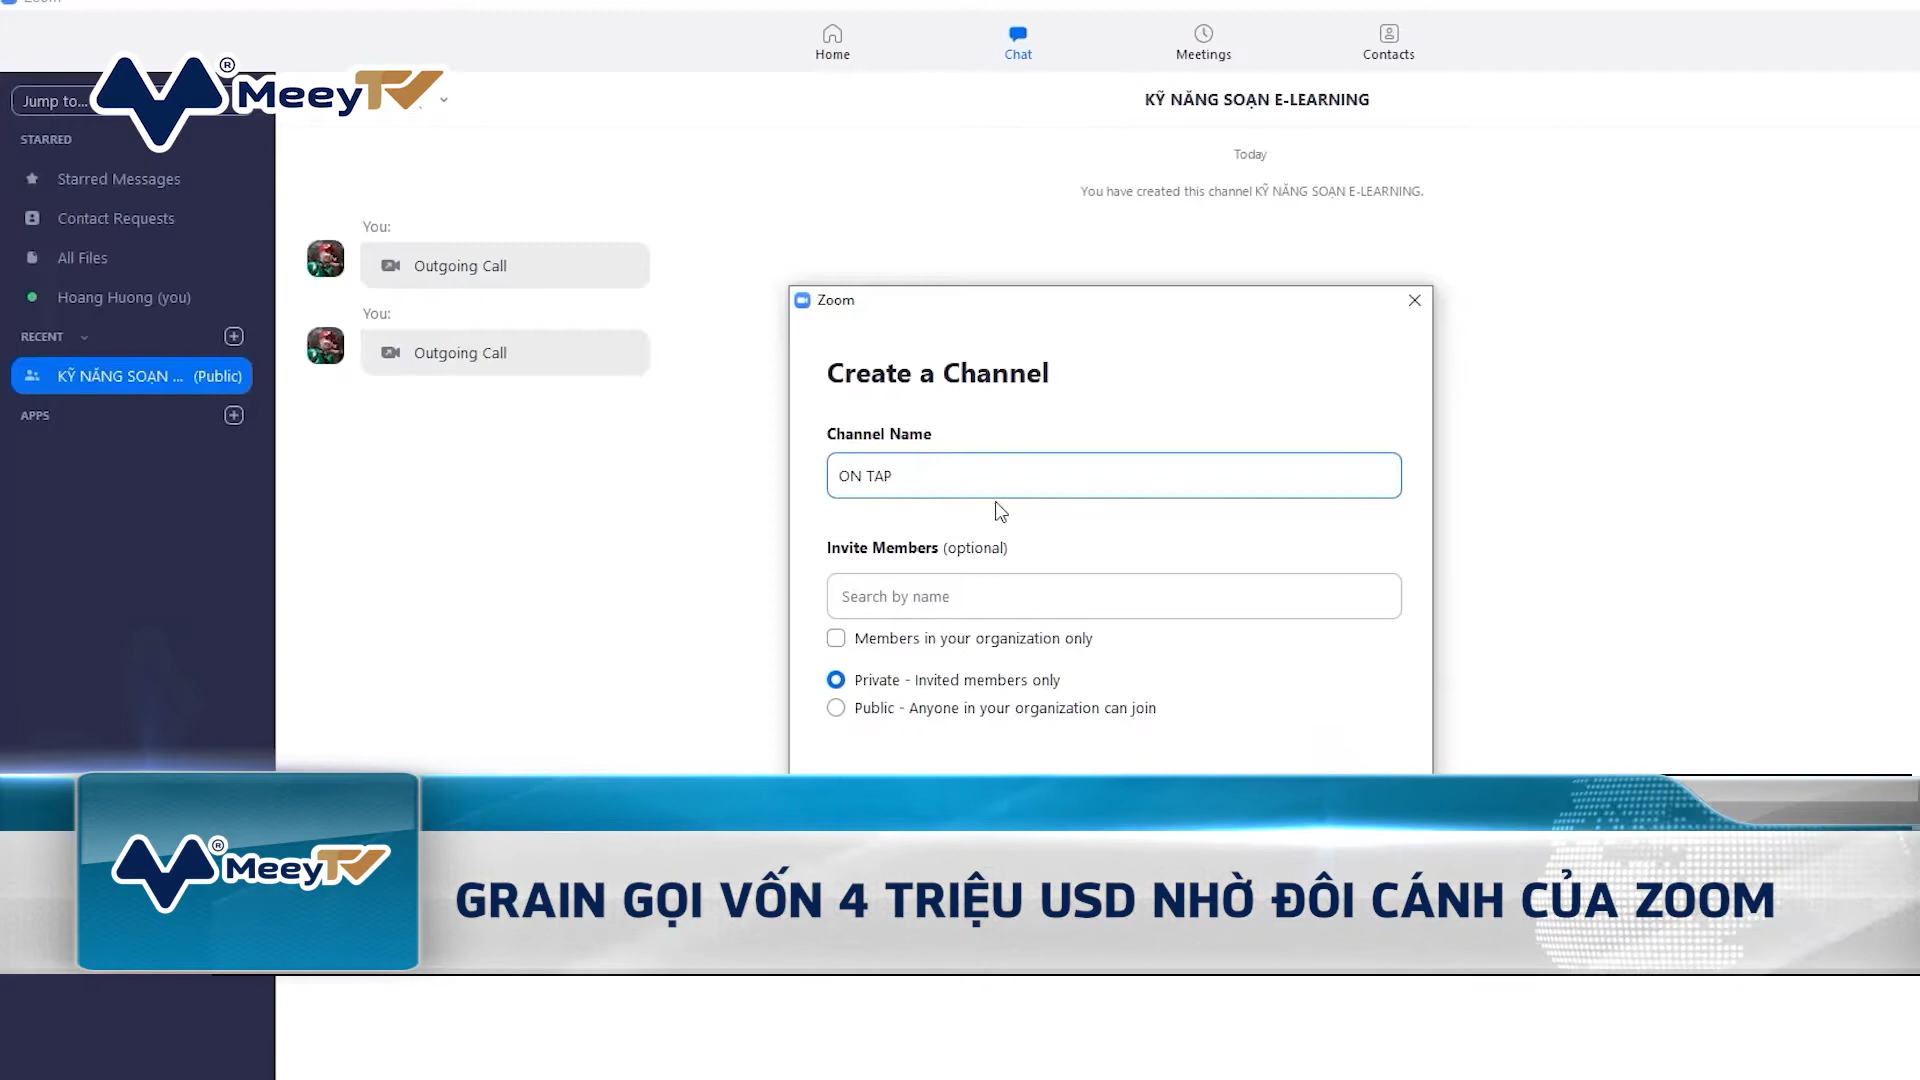 Zoom
Home
Chat
Meetings
Contacts
Jump to...
MeeyTV
®
KỸ NĂNG SOẠN E-LEARNING
STARRED
Today
Starred Messages
You have created this channel KỸ NĂNG SOẠN E-LEARNING.
Contact Requests
You:
All Files
Outgoing Call
Hoang Huong (you)
You:
RECENT
Outgoing Call
KỸ NĂNG SOẠN ... (Public)
APPS
Zoom
Create a Channel
Channel Name
ON TAP
Invite Members (optional)
Search by name
Members in your organization only
Private - Invited members only
Public - Anyone in your organization can join
MeeyTV
®
GRAIN GỌI VỐN 4 TRIỆU USD NHỜ ĐÔI CÁNH CỦA ZOOM